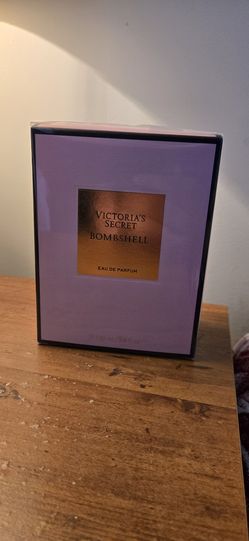 VICTORIA'S
SECRET
BOMBSHELL
EAU DE PARFUM